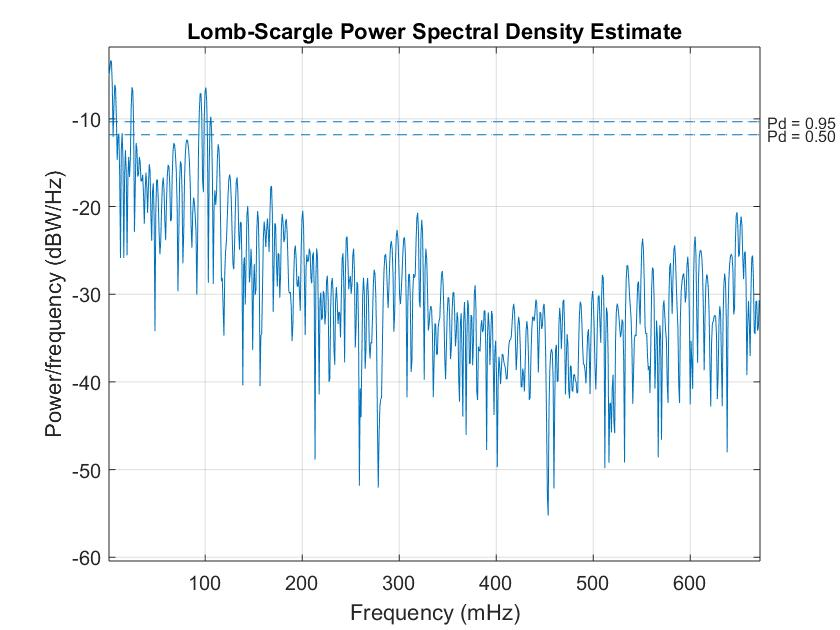 Lomb-Scargle Power Spectral Density Estimate
Power/frequency (dBW/Hz)
-10
-20
-30
-40
-50
-60
Pd = 0.95
Pd = 0.50
100 200 300 400 500 600
Frequency (mHz)